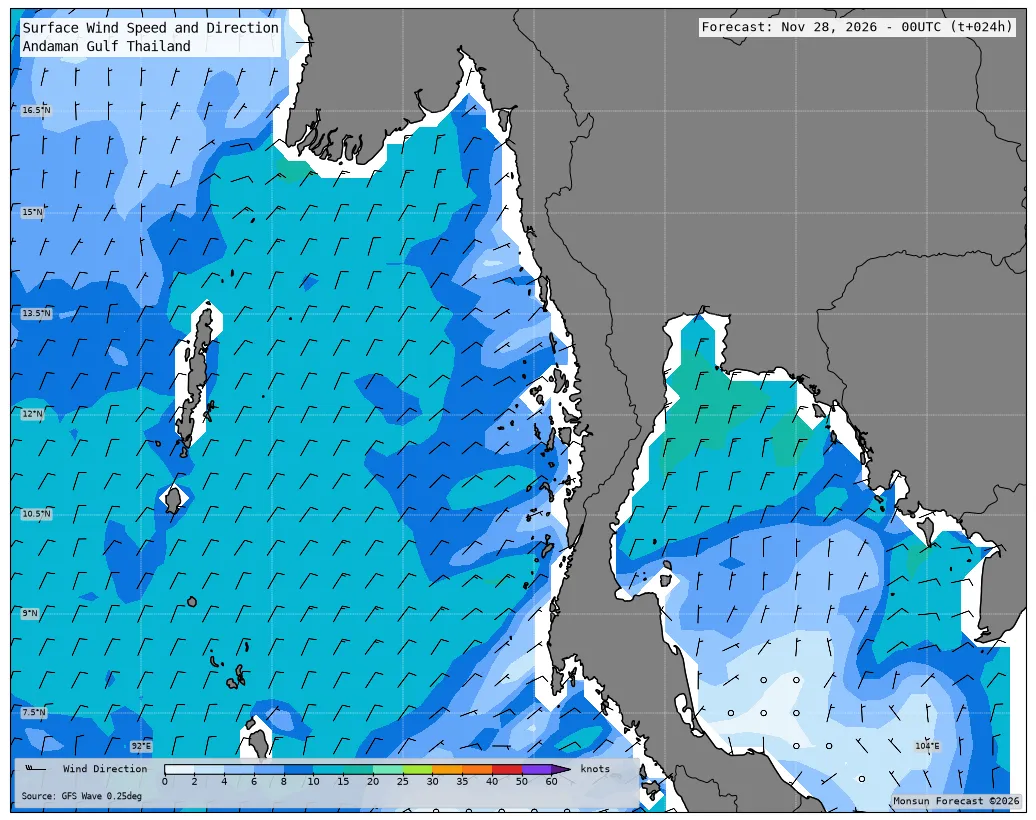 Surface Wind Speed and Direction
Andaman Gulf Thailand
Forecast: Nov 28, 2026 - 00UTC (t+024h)
16.5°N
15°N
13.5°N
12°N
10.5°N
9°N
7.5°N
92°E
104°E
Wind Direction
0 2 4 6 8 10 15 20 25 30 35 40 50 60
knots
Source: GFS Wave 0.25deg
Monsun Forecast ©2026